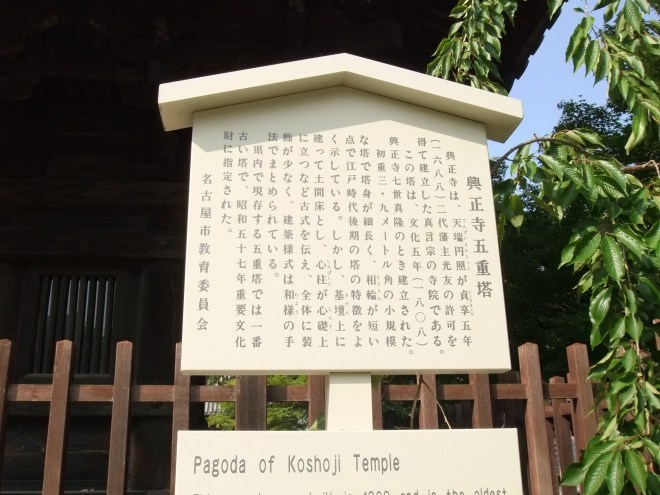 興正寺五重塔
興正寺は、天瑞円照が貞享五年
(一六八八)二代藩主光友の許可を
得て建立した真言宗の寺院である。
この塔は、文化五年(一八〇八)
興正寺七世真隆のとき建立された。
初重三・九メートル角の小規模
な塔で塔身が細長く、相輪が短い
点で江戸時代後期の塔の特徴をよ
く示している。しかし、基壇上に
建つて土間床とし、心柱が心礎上
に立つなど古式を伝え、全体に装
飾が少なく、建築様式は和様の手
法でまとめられている。
県内で現存する五重塔では一番
古い塔で、昭和五十七年重要文化
財に指定された。
名古屋市教育委員会
Pagoda of Koshoji Temple